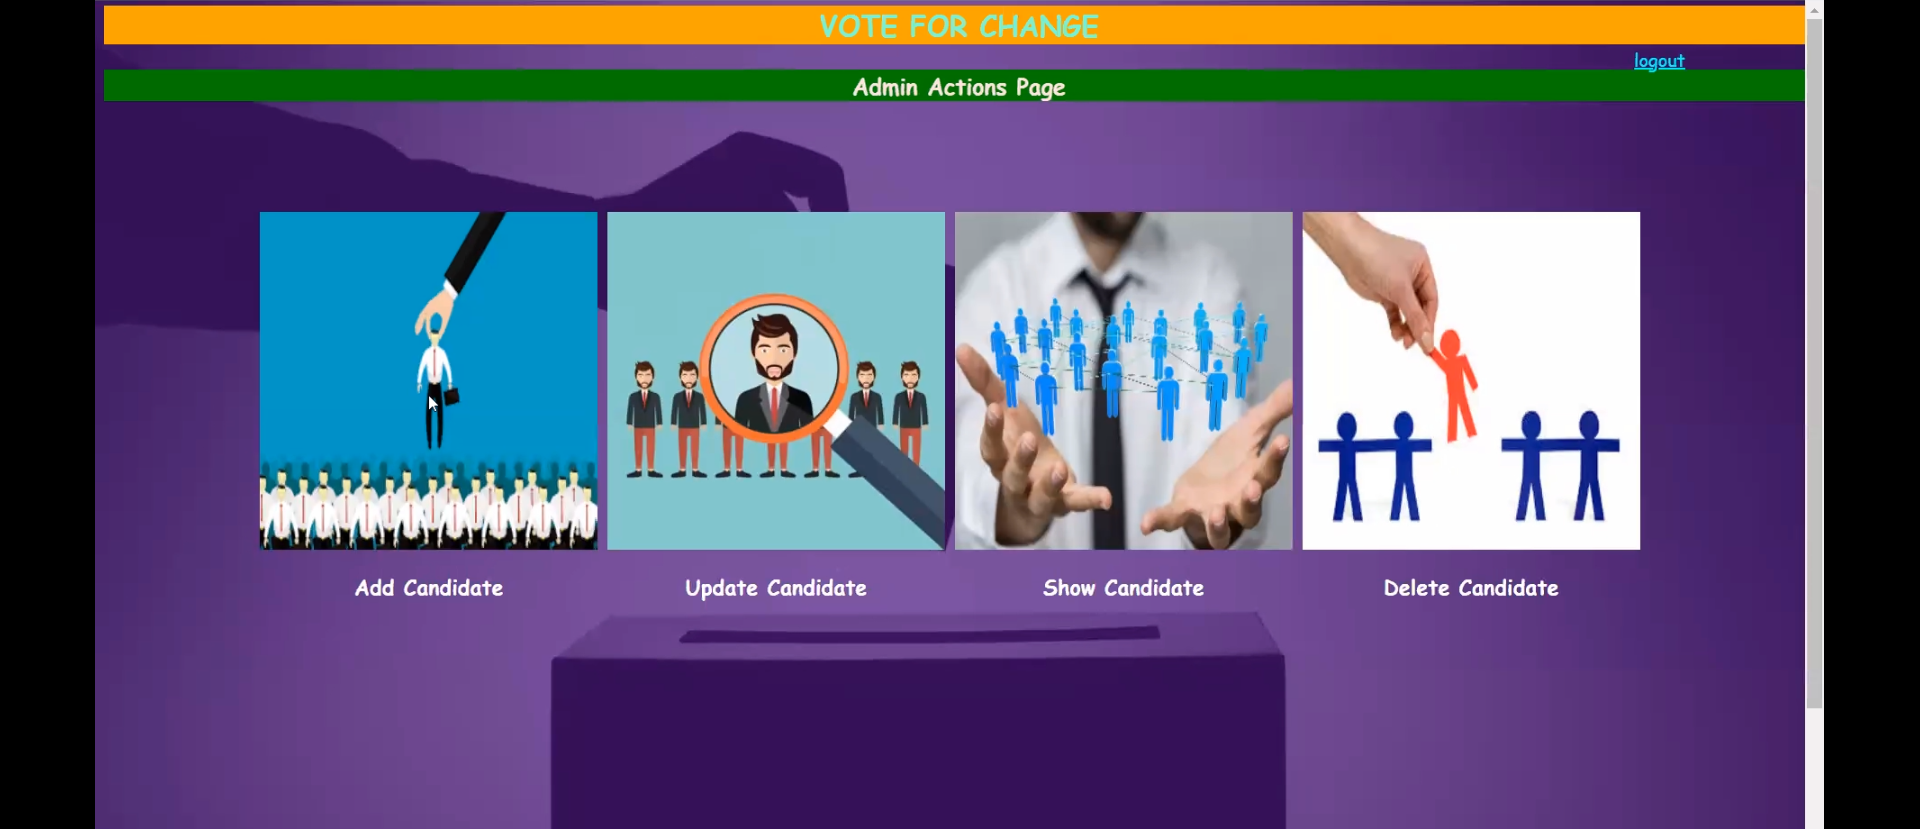 VOTE FOR CHANGE
logout
Admin Actions Page
Add Candidate
Update Candidate
Show Candidate
Delete Candidate